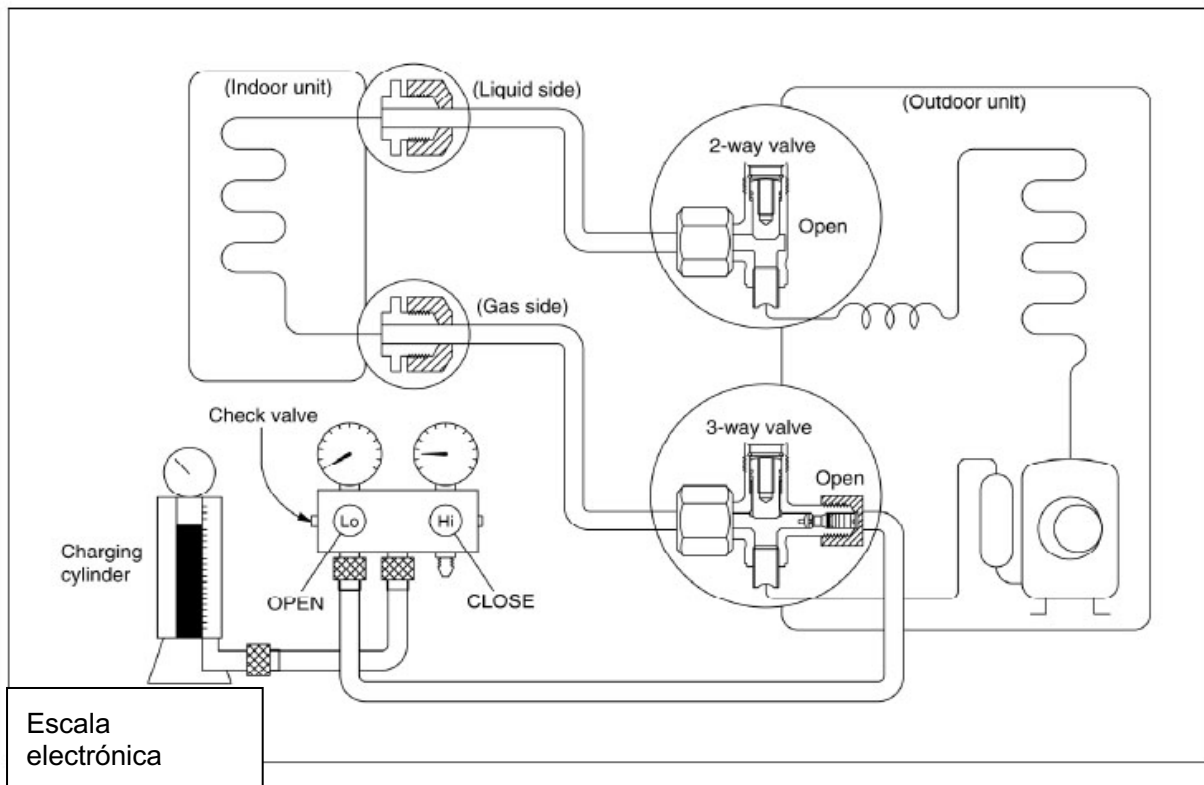 (Indoor unit)
(Liquid side)
(Outdoor unit)
2-way valve
Open
(Gas side)
Check valve
3-way valve
Open
Lo
Hi
Charging
cylinder
OPEN
CLOSE
Escala
electrónica